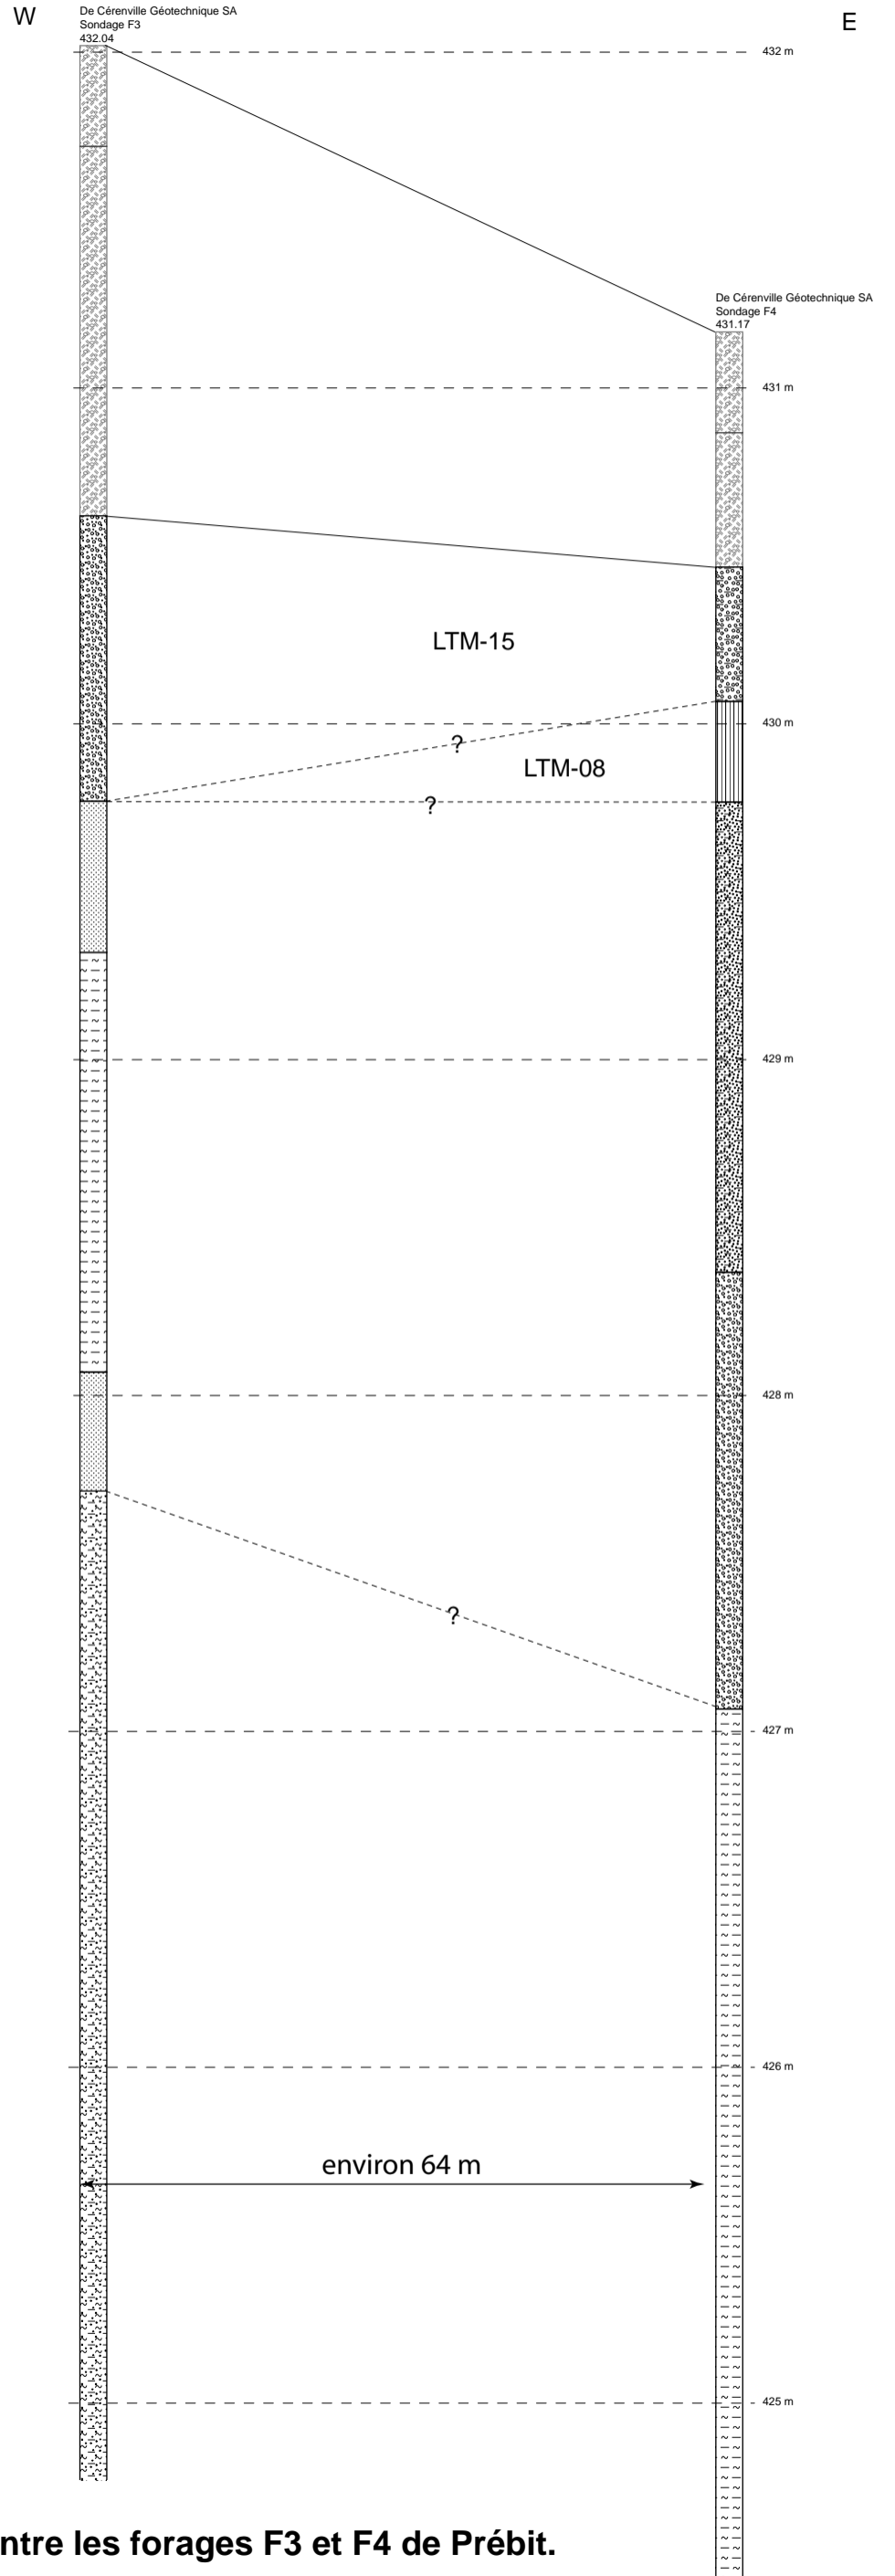 W
De Cérenville Géotechnique SA
Sondage F3
432.04
E
432 m
De Cérenville Géotechnique SA
Sondage F4
431.17
431 m
LTM-15
430 m
?
LTM-08
?
429 m
428 m
?
427 m
426 m
environ 64 m
425 m
ntre les forages F3 et F4 de Prébit.